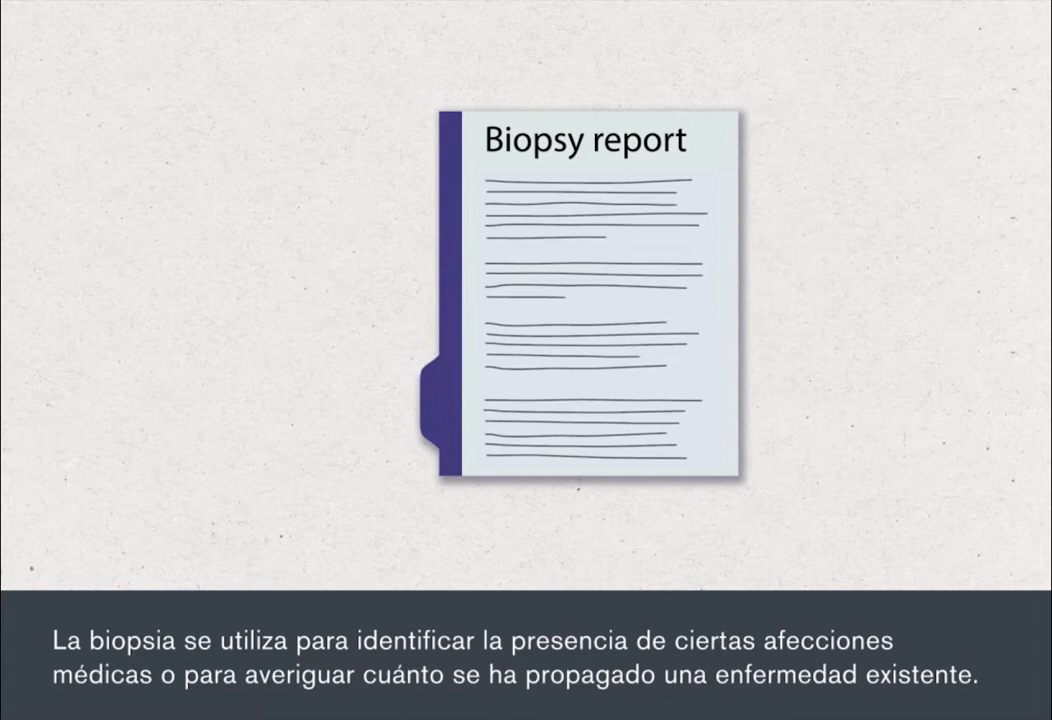 Biopsy report
La biopsia se utiliza para identificar la presencia de ciertas afecciones
médicas o para averiguar cuánto se ha propagado una enfermedad existente.